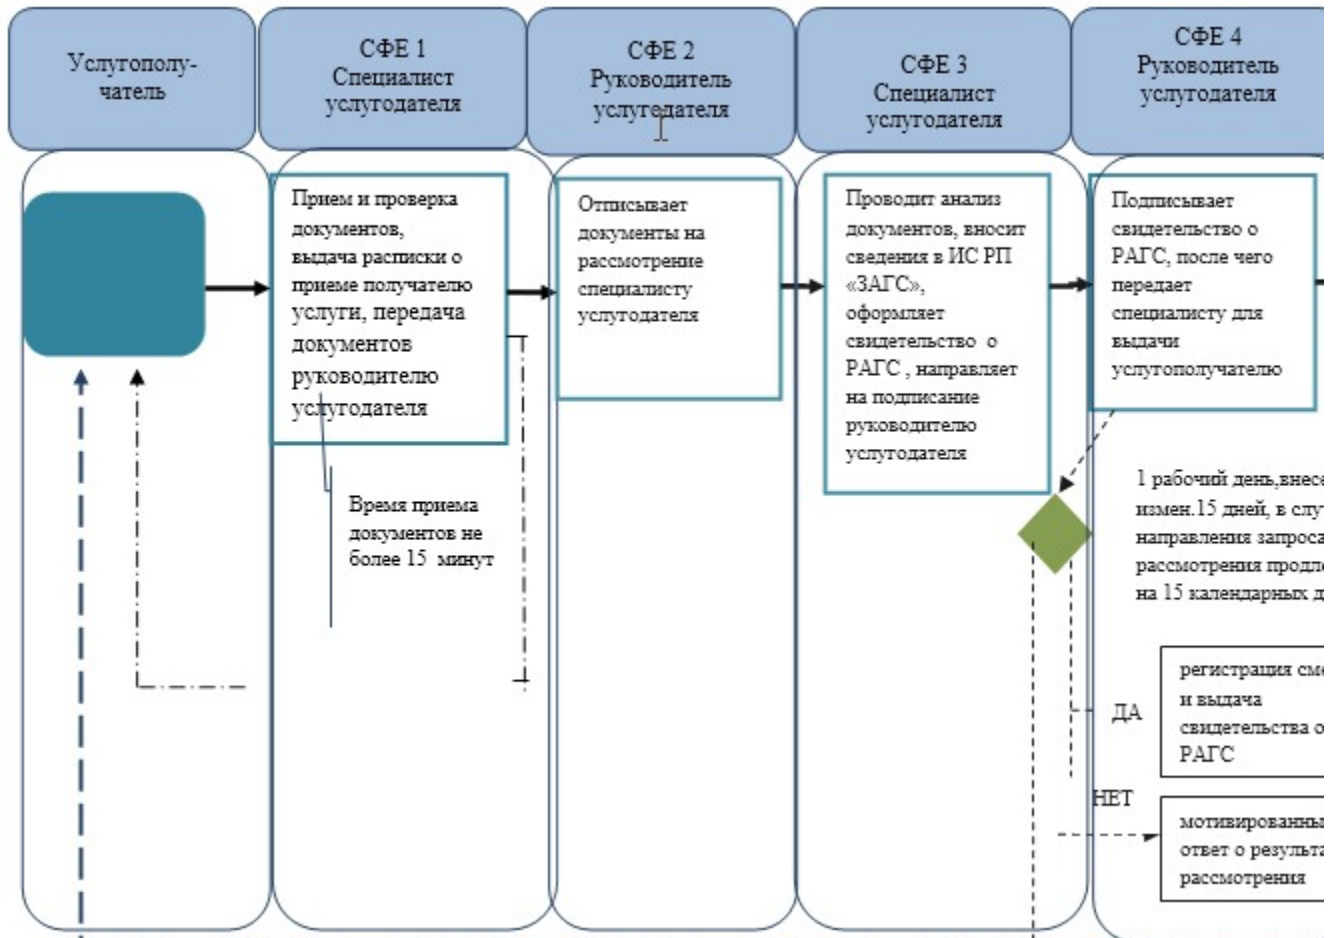 Услугополу-
чатель
СФЕ 1
Специалист
услугодателя
СФЕ 2
Руководитель
услугодателя
СФЕ 3
Специалист
услугодателя
СФЕ 4
Руководитель
услугодателя
Прием и проверка
документов,
выдача расписки о
приеме получателю
услуги, передача
документов
руководителю
услугодателя
Отписывает
документы на
рассмотрение
специалисту
услугодателя
Проводит анализ
документов, вносит
сведения в ИС РП
«ЗАГС»,
оформляет
свидетельство о
РАГС , направляет
на подписание
руководителю
услугодателя
Подписывает
свидетельство о
РАГС, после чего
передает
специалисту для
выдачи
услугополучателю
Время приема
документов не
более 15 минут
1 рабочий день,внесе
измен.15 дней, в слу
направления запроса
рассмотрения продле
на 15 календарных д
ДА
регистрация сме
и выдача
свидетельства о
РАГС
НЕТ
мотивированны
ответ о результа
рассмотрения